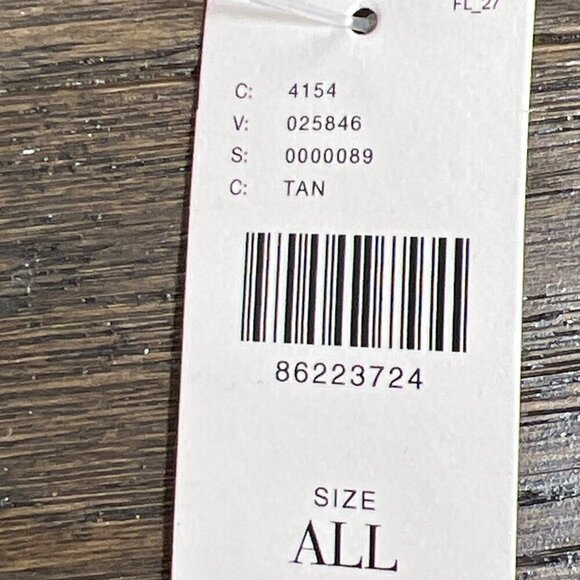 FL_27
C: 4154
V: 025846
S: 0000089
C: TAN
86223724
SIZE
ALL